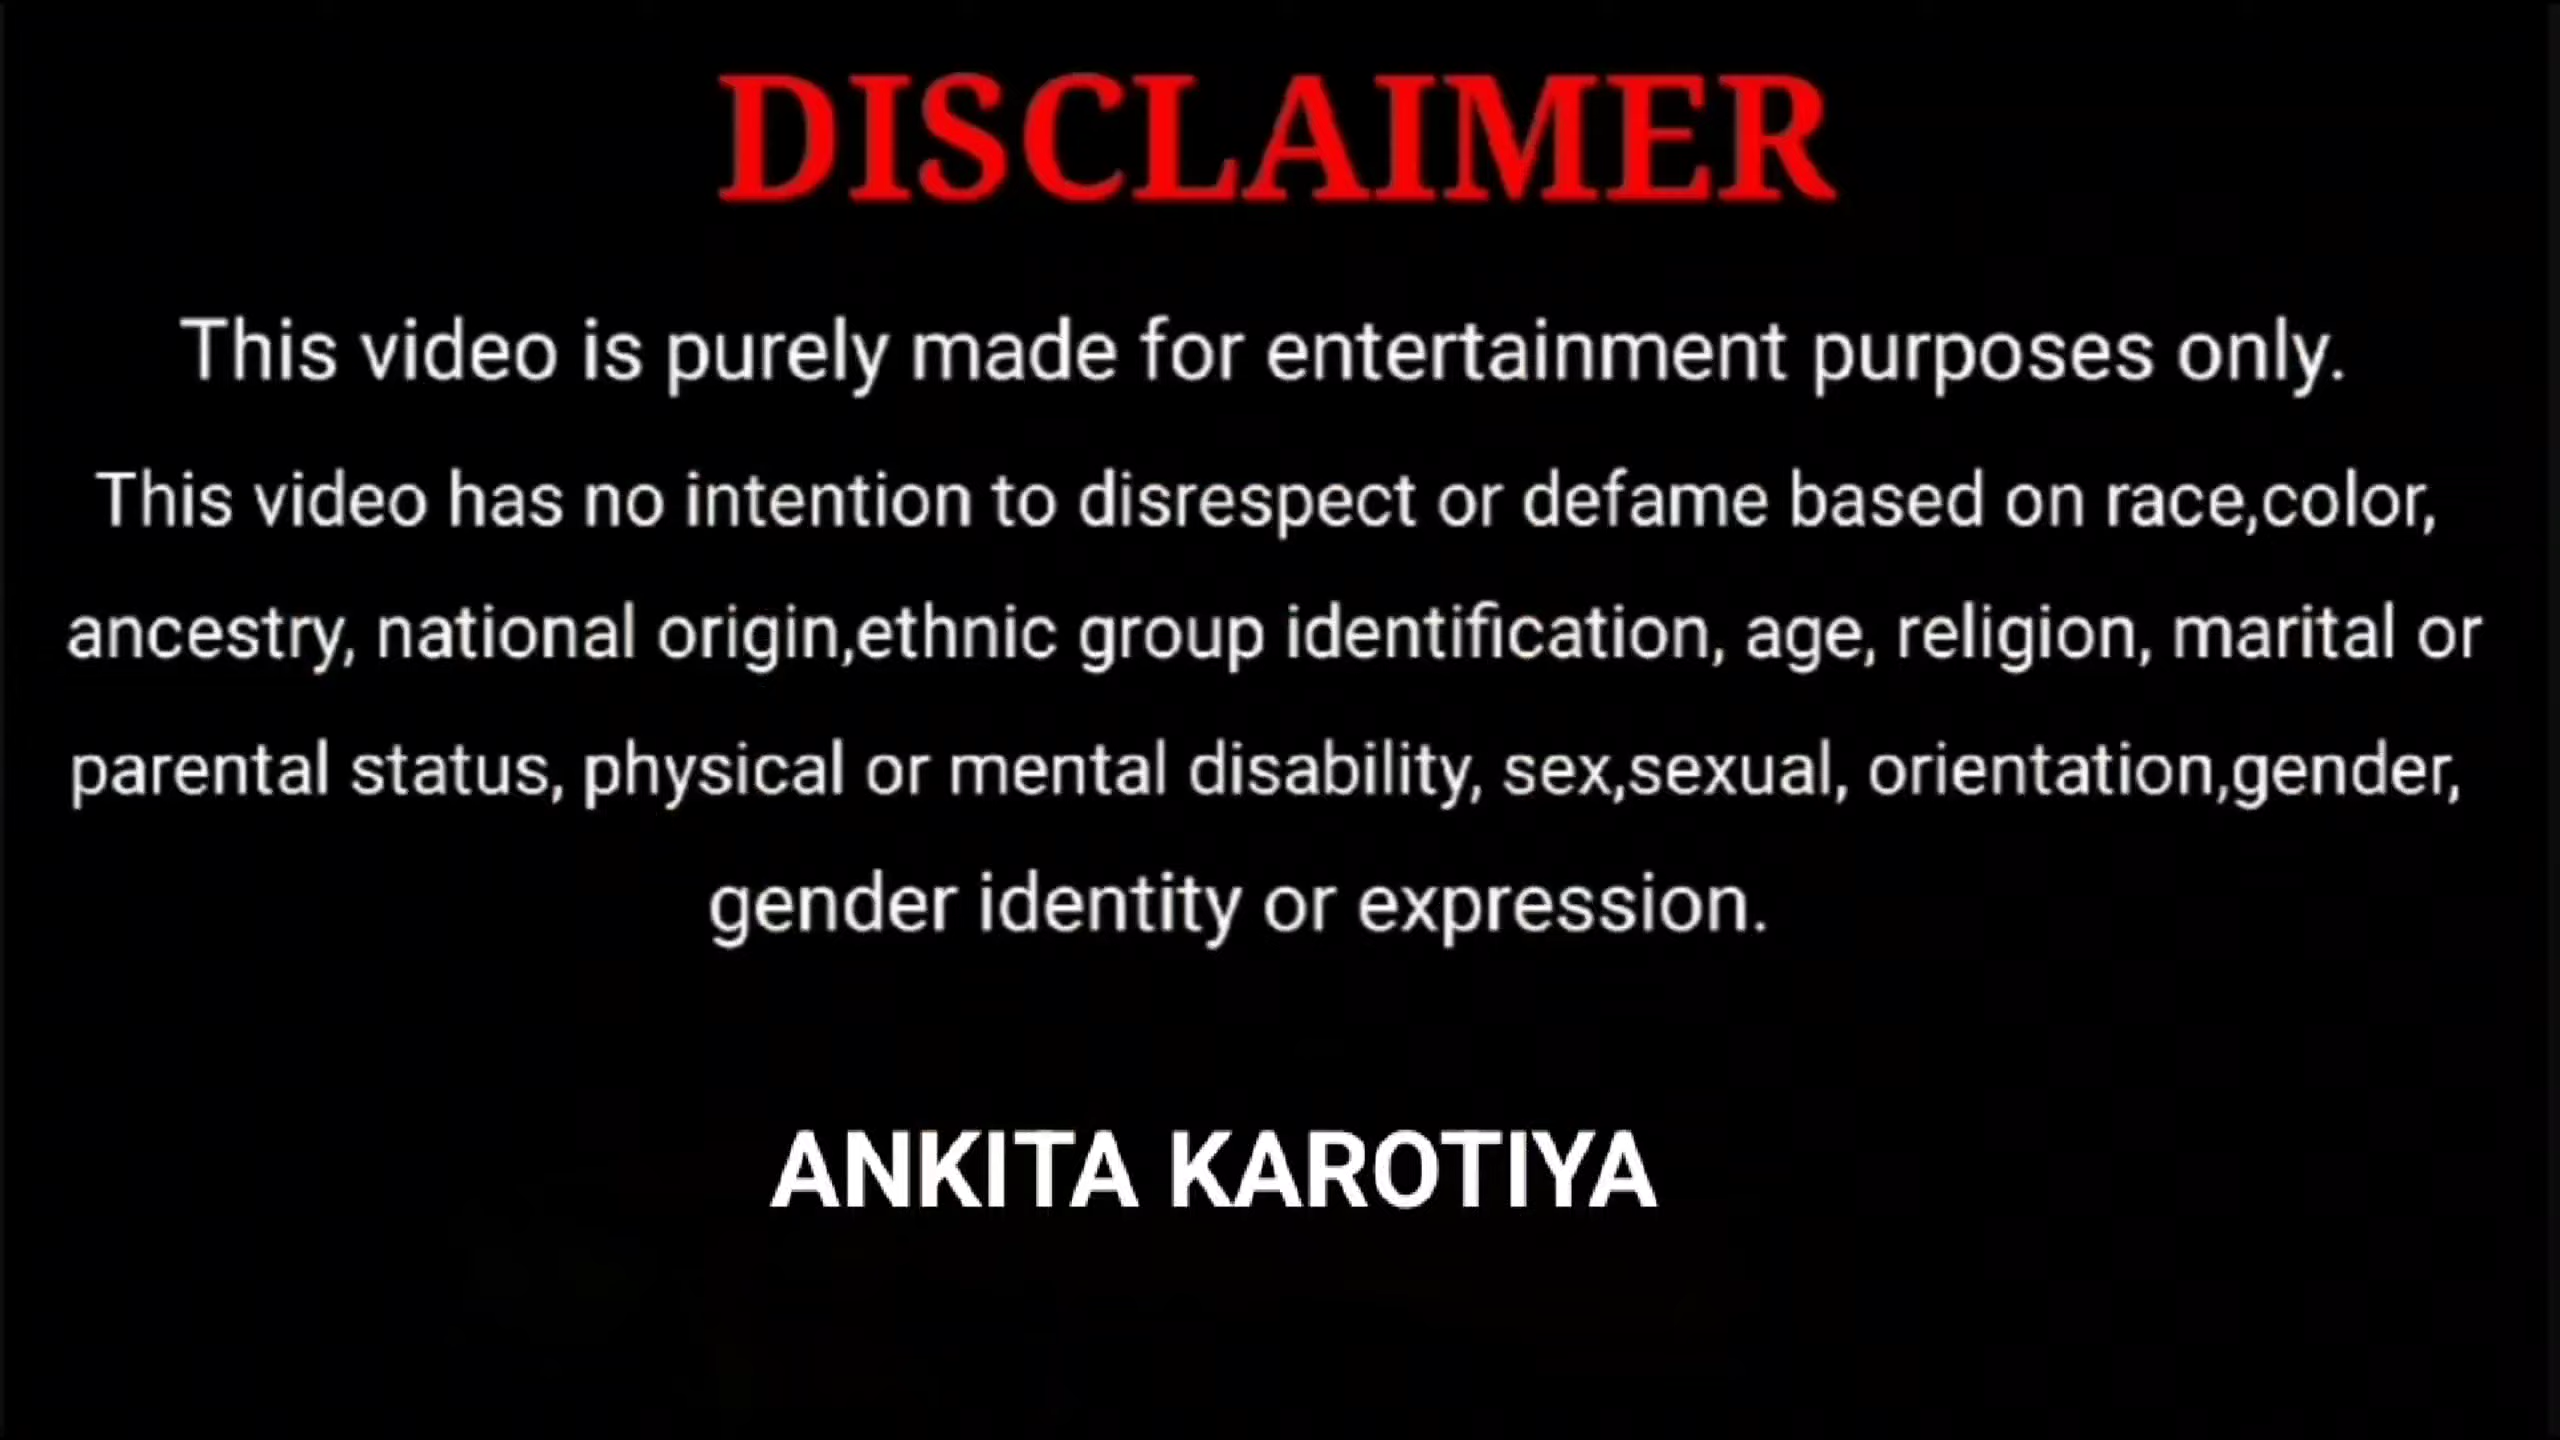 DISCLAIMER
This video is purely made for entertainment purposes only.
This video has no intention to disrespect or defame based on race,color,
ancestry, national origin,ethnic group identification, age, religion, marital or
parental status, physical or mental disability, sex,sexual, orientation,gender,
gender identity or expression.
ANKITA KAROTIYA